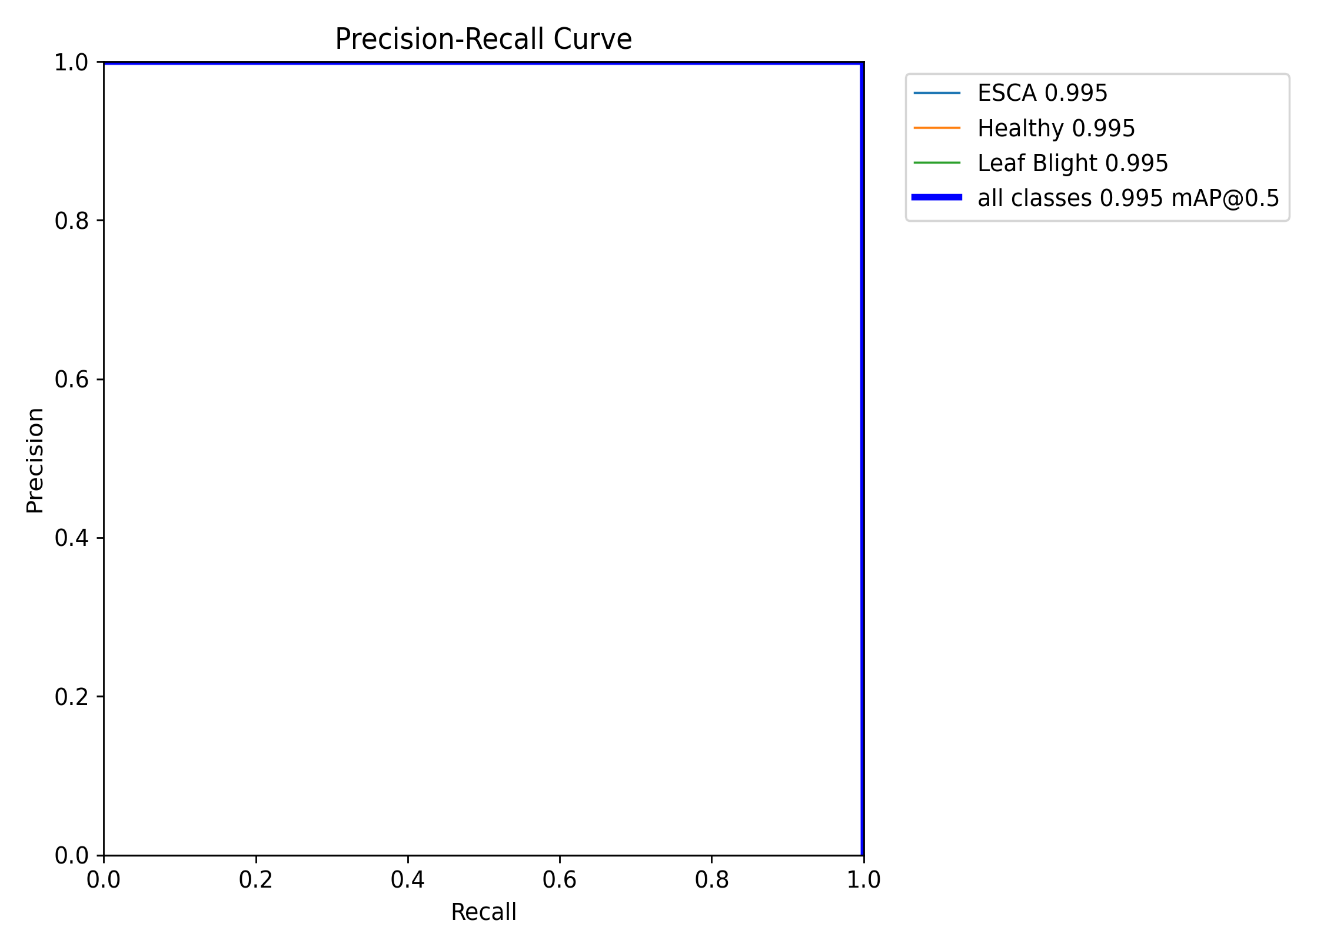 Precision-Recall Curve
1.0
0.8
0.6
0.4
0.2
0.0
Precision
0.0 0.2 0.4 0.6 0.8 1.0
Recall
ESCA 0.995
Healthy 0.995
Leaf Blight 0.995
all classes 0.995 mAP@0.5